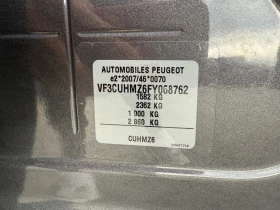 AUTOMOBILES PEUGEOT
e2*2007/46*0070
VF3CUHMZ6FY068762
1682 KG
2362 KG
1 900 KG
2 860 KG
CUHMZ6